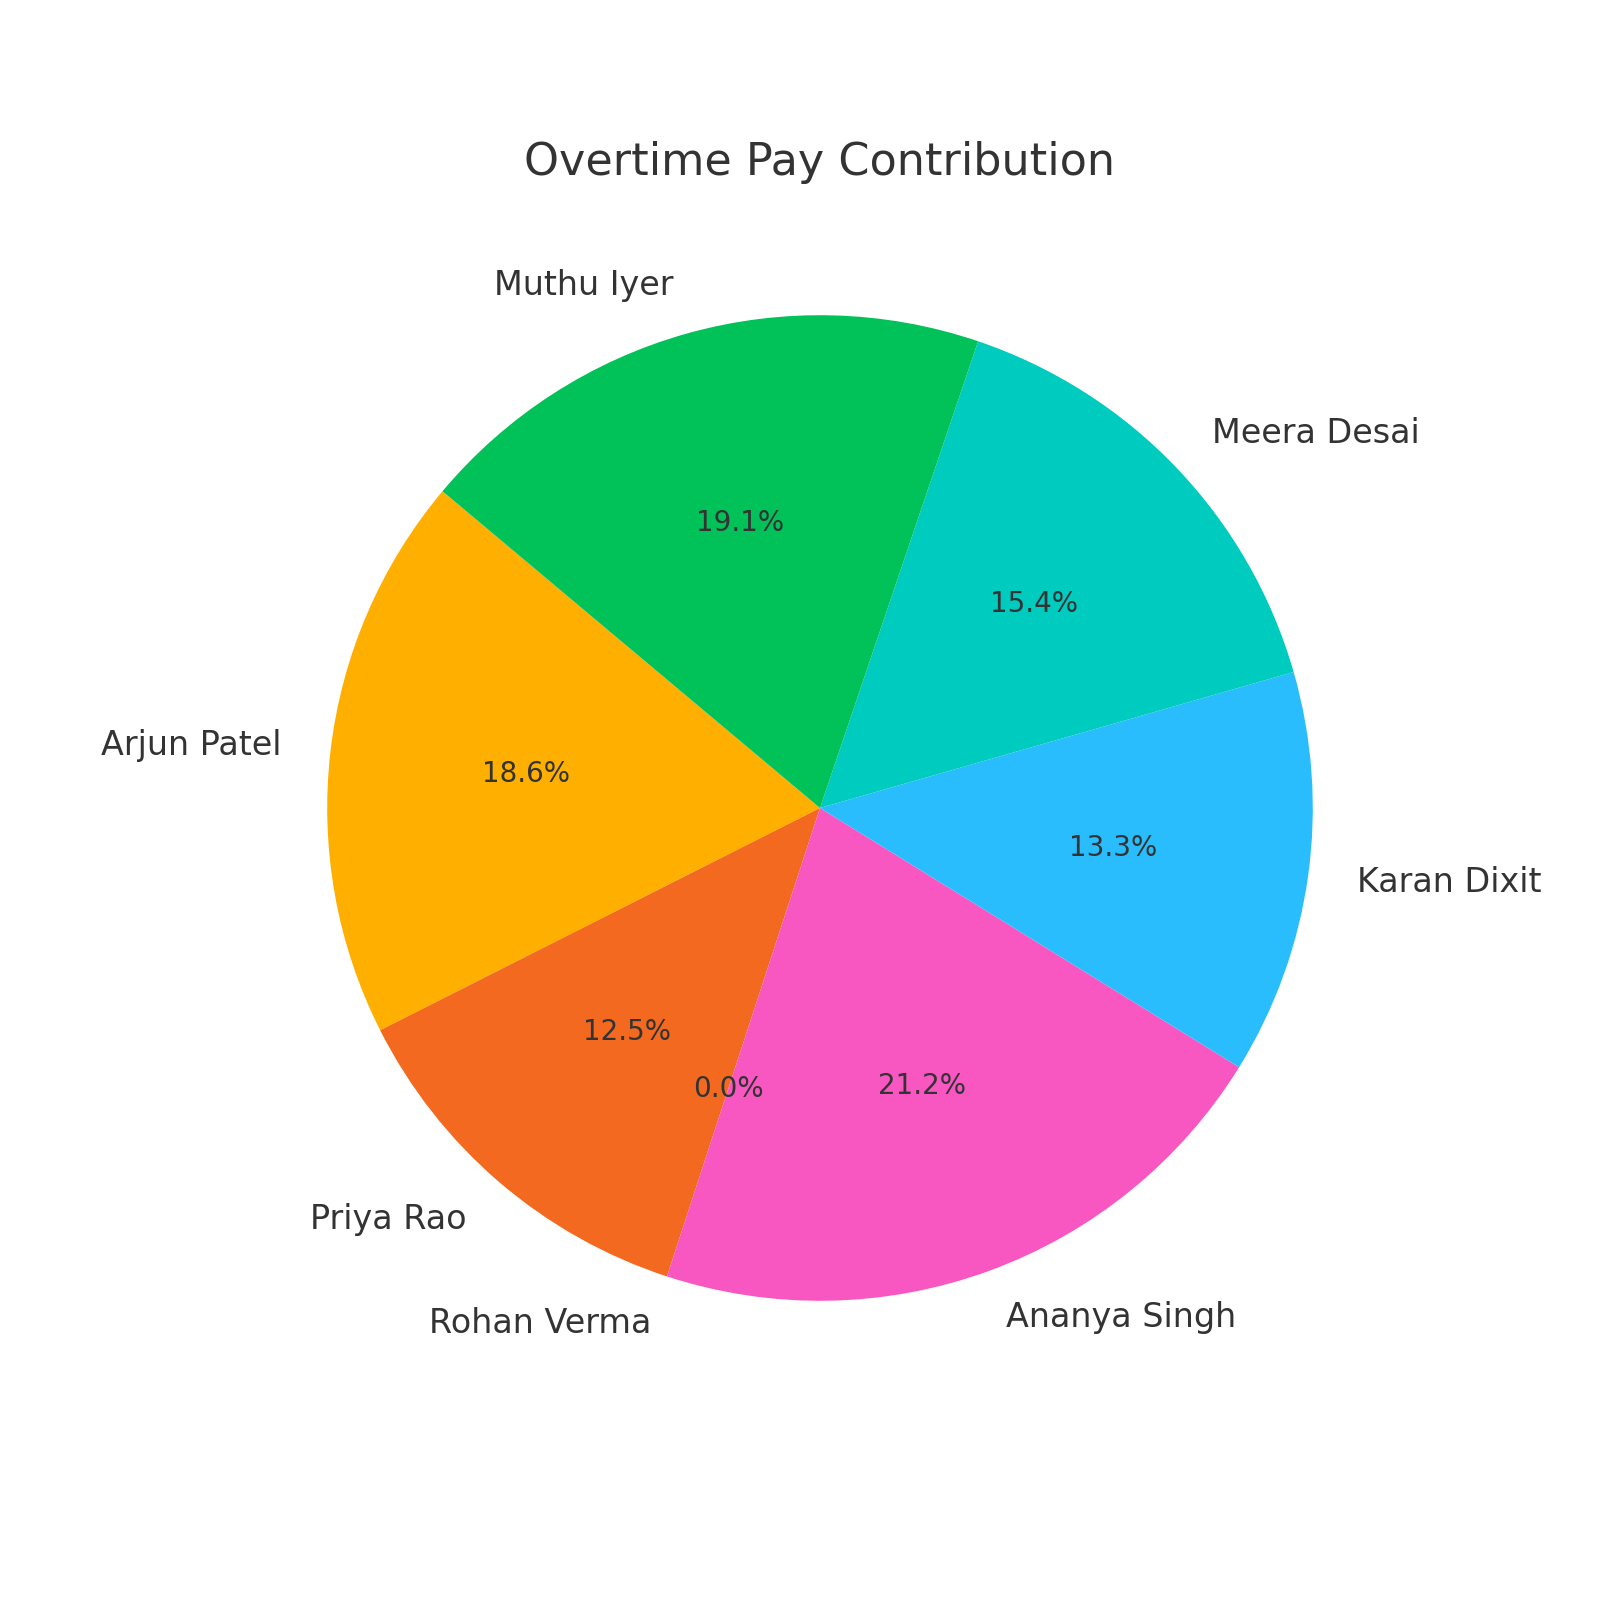 Overtime Pay Contribution
Muthu Iyer
Meera Desai
19.1%
15.4%
Arjun Patel
18.6%
13.3%
Karan Dixit
12.5%
0.0%
21.2%
Priya Rao
Rohan Verma
Ananya Singh